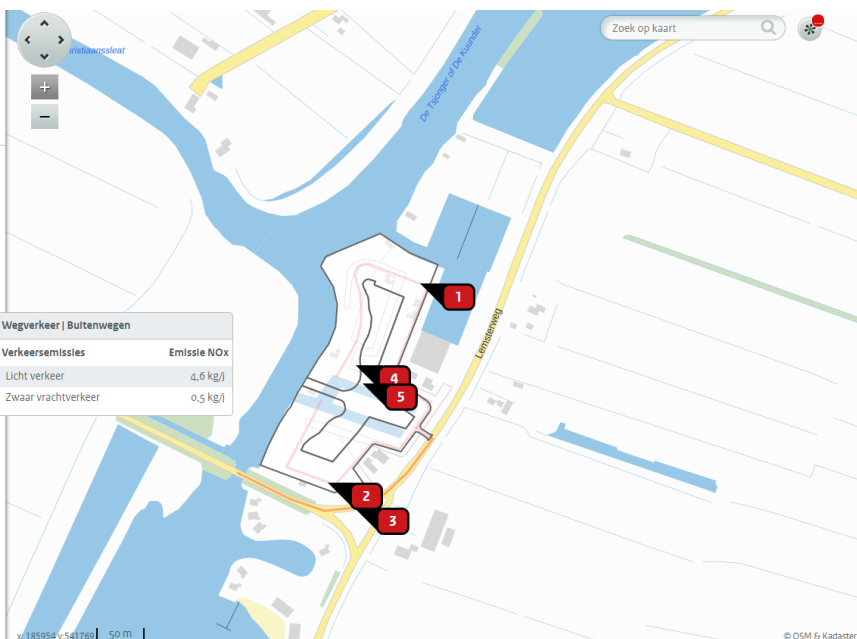 Zoek op kaart
ristiaanssleat
De Tsjonger of De Kuunder
+
−
1
Lemsterweg
Wegverkeer | Buitenwegen
Verkeersemissies Emissie NOx
Licht verkeer 4,6 kg/j
Zwaar vrachtverkeer 0,5 kg/j
4
5
2
3
x: 185954 y:541769 50 m
© OSM & Kadaster